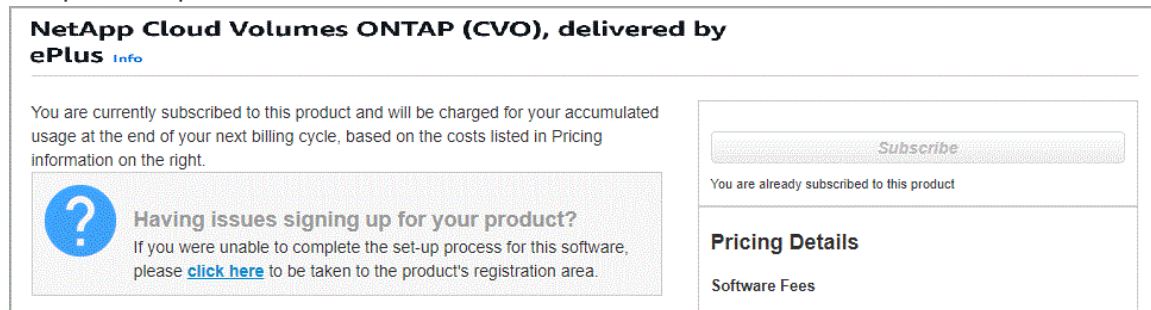 NetApp Cloud Volumes ONTAP (CVO), delivered by
ePlus Info
You are currently subscribed to this product and will be charged for your accumulated
usage at the end of your next billing cycle, based on the costs listed in Pricing
information on the right.
?
Having issues signing up for your product?
If you were unable to complete the set-up process for this software,
please click here to be taken to the product's registration area.
Subscribe
You are already subscribed to this product
Pricing Details
Software Fees